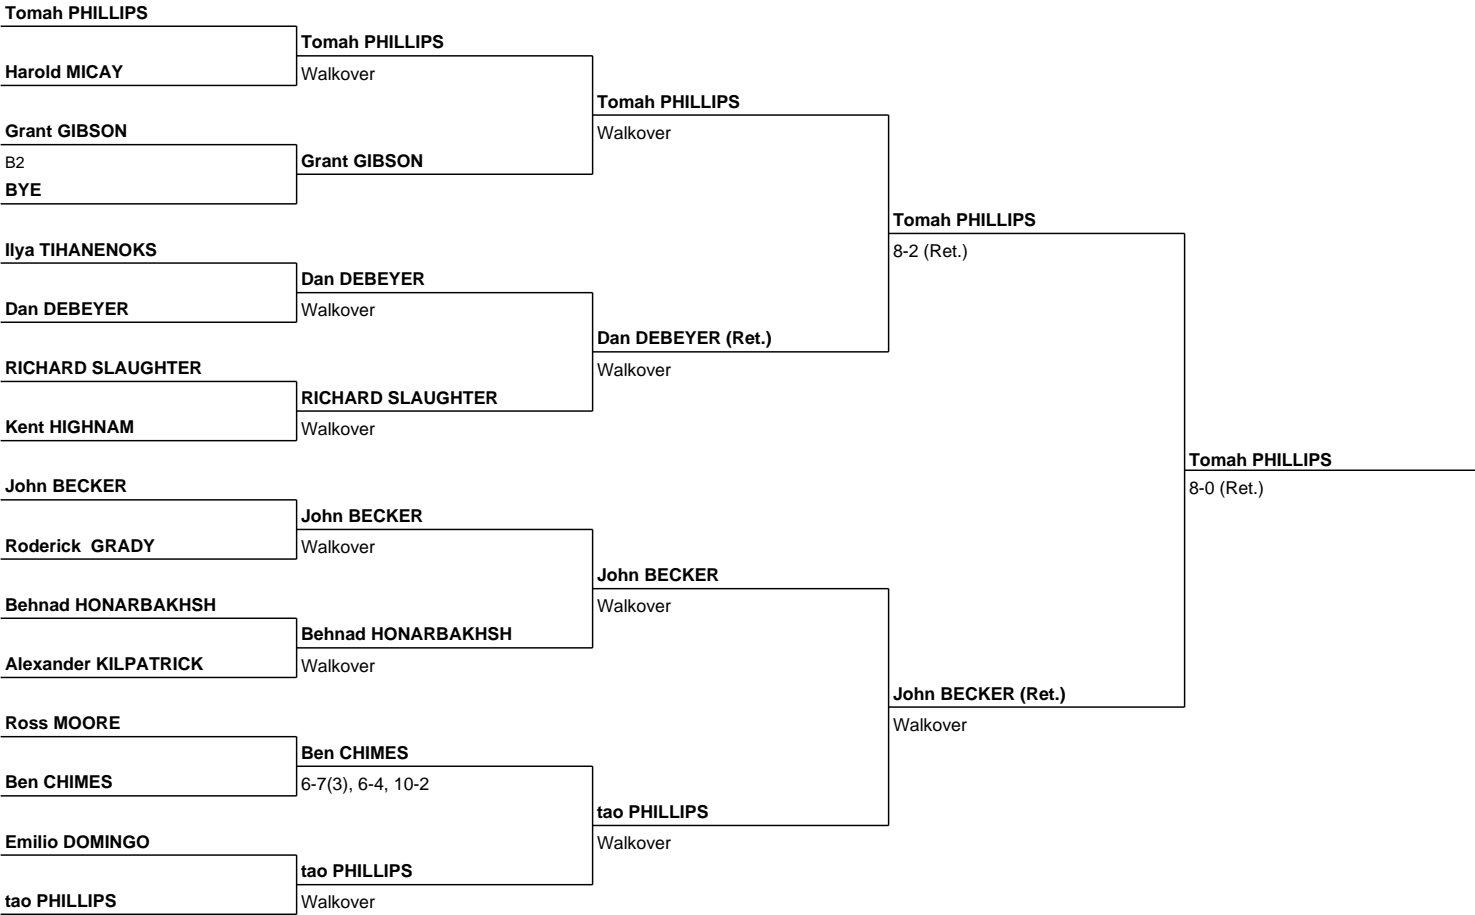 Tomah PHILLIPS
Harold MICAY
Grant GIBSON
B2
BYE
Ilya TIHANENOKS
Dan DEBEYER
RICHARD SLAUGHTER
Kent HIGHNAM
John BECKER
Roderick  GRADY
Behnad HONARBAKHSH
Alexander KILPATRICK
Ross MOORE
Ben CHIMES
Emilio DOMINGO
tao PHILLIPS
Tomah PHILLIPS
Walkover
Grant GIBSON
Dan DEBEYER
Walkover
RICHARD SLAUGHTER
Walkover
John BECKER
Walkover
Behnad HONARBAKHSH
Walkover
Ben CHIMES
6-7(3), 6-4, 10-2
tao PHILLIPS
Walkover
Tomah PHILLIPS
Walkover
Dan DEBEYER (Ret.)
Walkover
John BECKER
Walkover
tao PHILLIPS
Walkover
Tomah PHILLIPS
8-2 (Ret.)
John BECKER (Ret.)
Walkover
Tomah PHILLIPS
8-0 (Ret.)